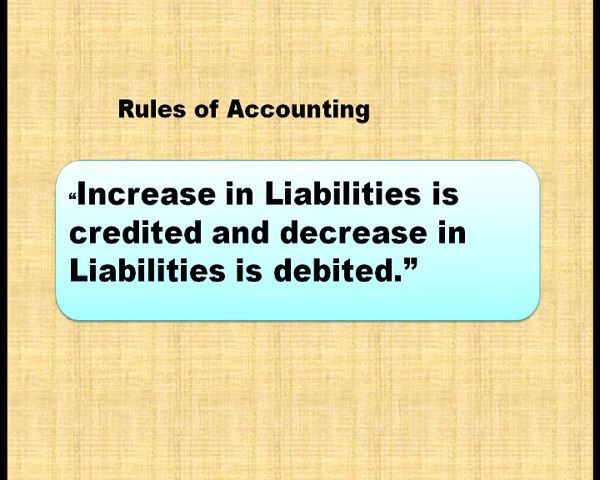 Rules of Accounting
“Increase in Liabilities is
credited and decrease in
Liabilities is debited.”